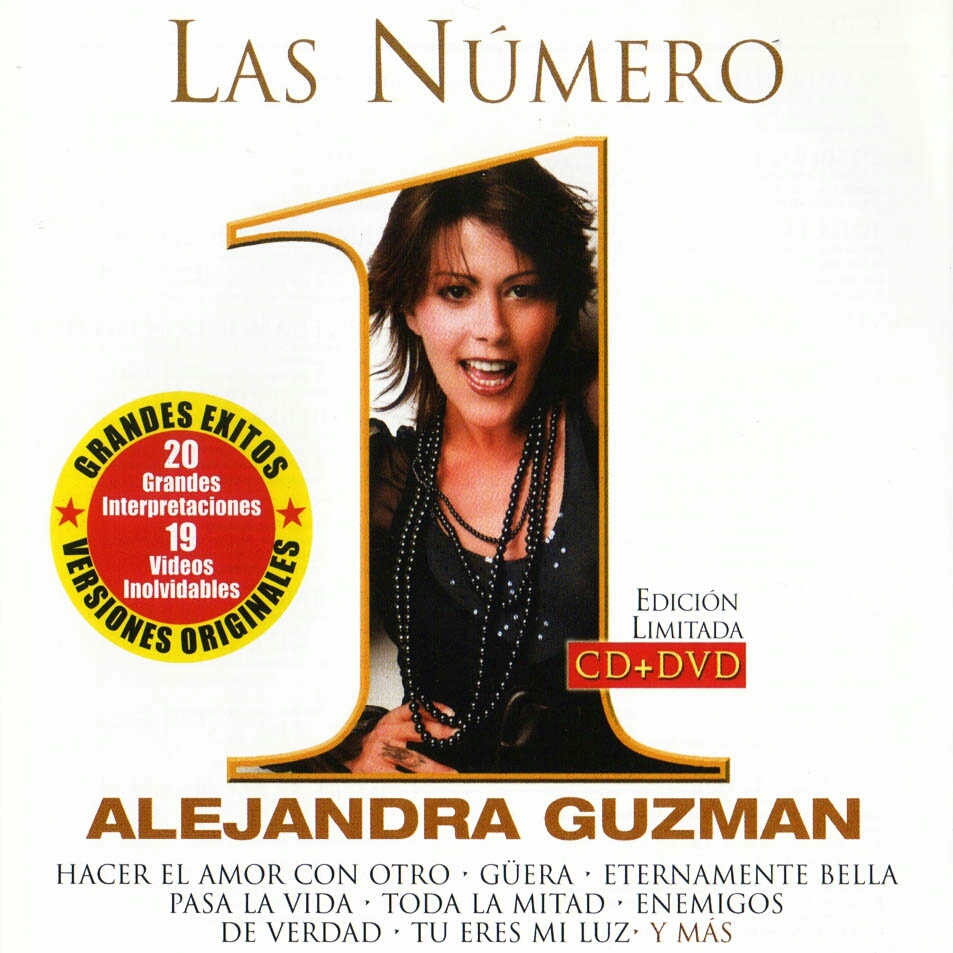 LAS NÚMERO
1
GRANDES EXITOS
20
Grandes
Interpretaciones
19
Videos
Inolvidables
VERSIONES ORIGINALES
EDICIÓN
LIMITADA
CD+DVD
ALEJANDRA GUZMAN
HACER EL AMOR CON OTRO · GÜERA · ETERNAMENTE BELLA
PASA LA VIDA · TODA LA MITAD · ENEMIGOS
DE VERDAD · TU ERES MI LUZ· Y MÁS